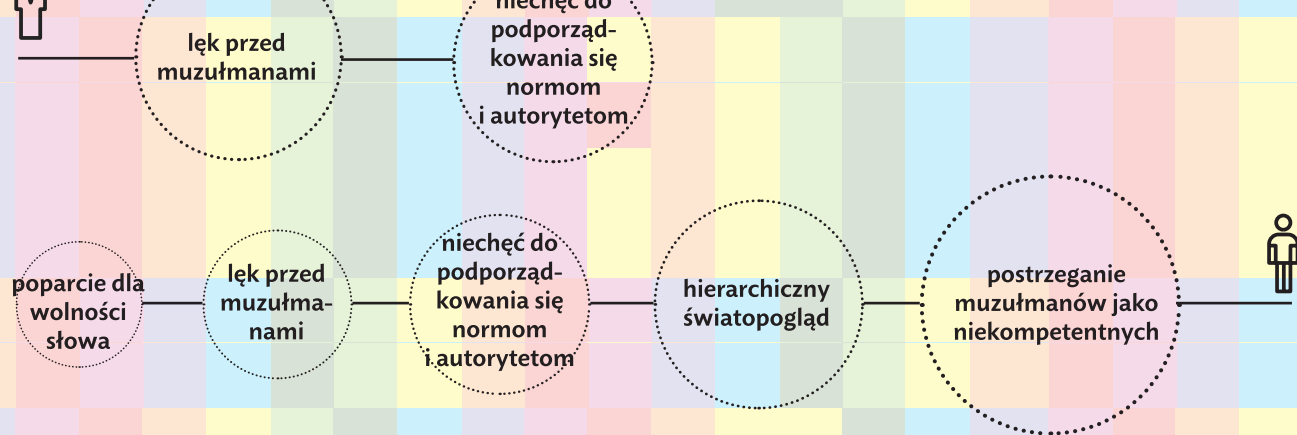 lęk przed
muzułmanami
niechęć do
podporząd-
kowania się
normom
i autorytetom
poparcie dla
wolności
słowa
lęk przed
muzułma-
nami
niechęć do
podporząd-
kowania się
normom
i autorytetom
hierarchiczny
światopogląd
postrzeganie
muzułmanów jako
niekompetentnych